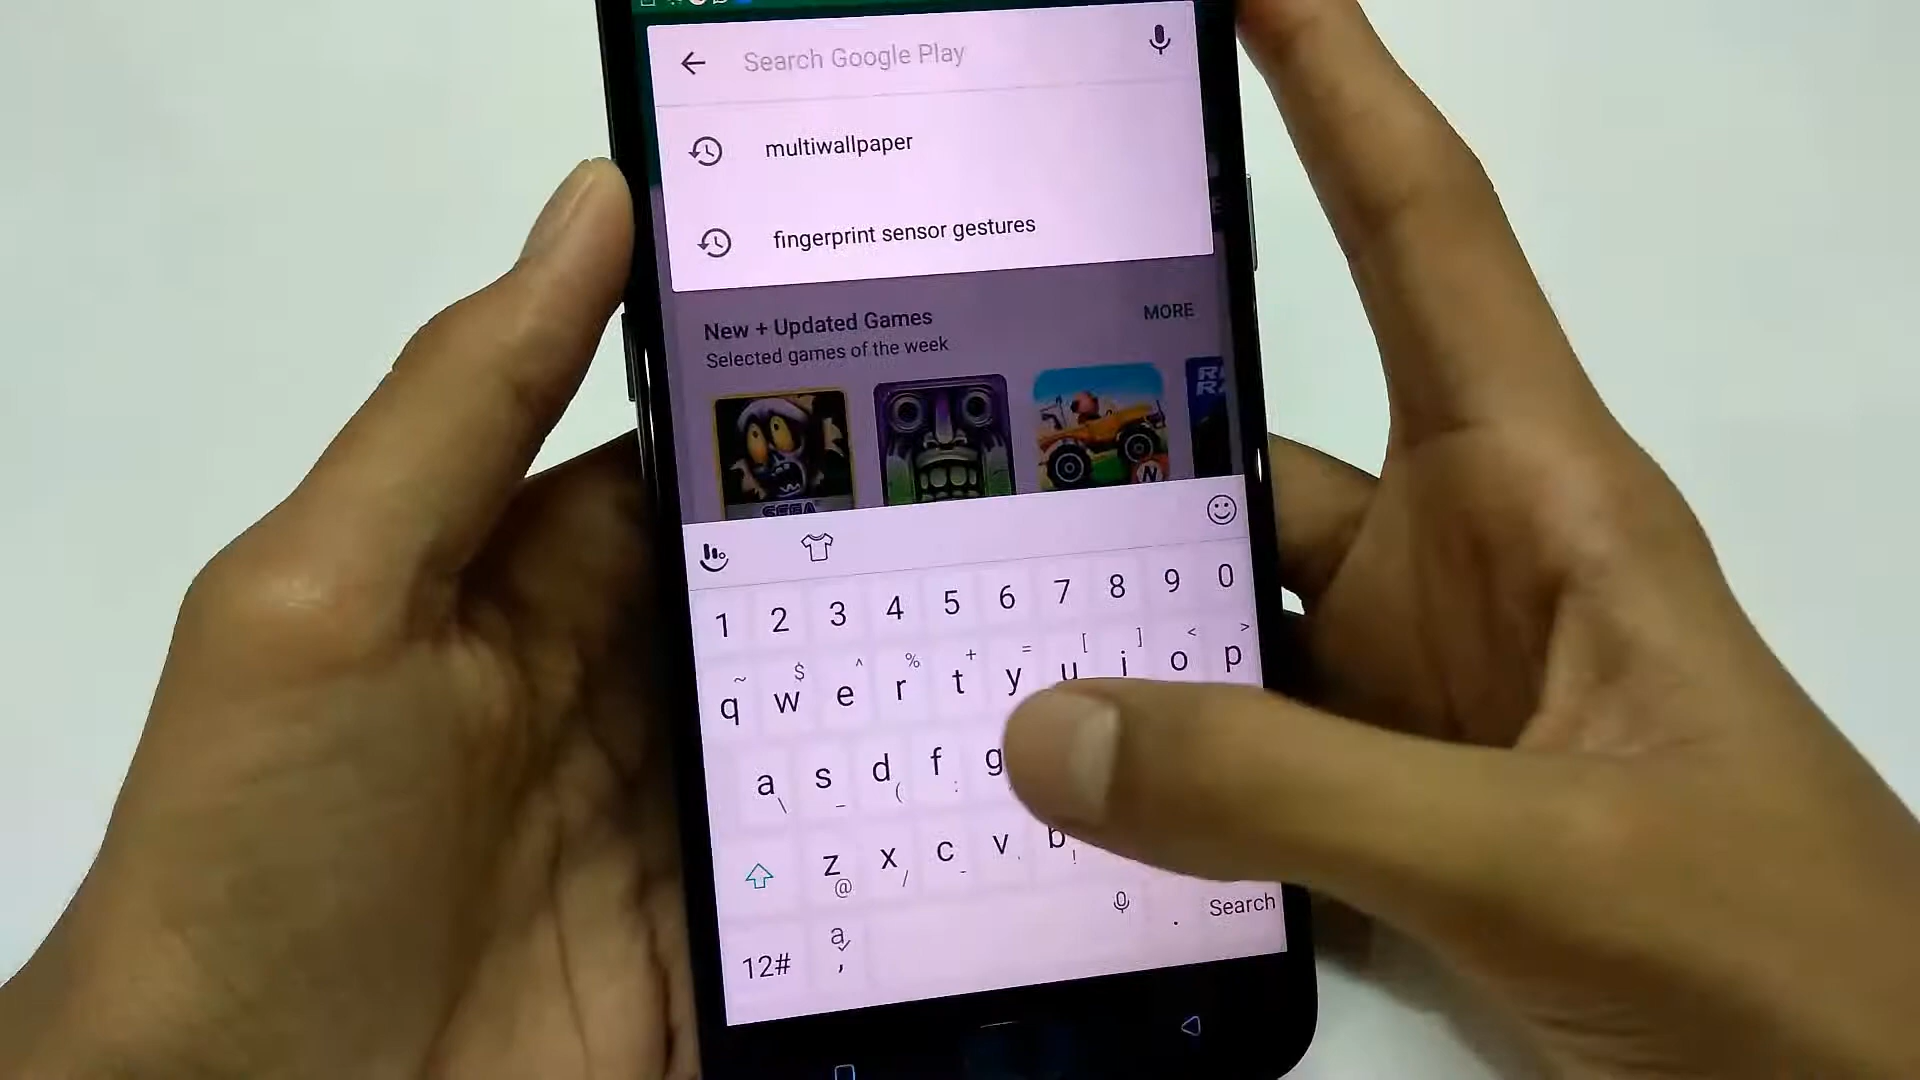 Search Google Play
multiwallpaper
fingerprint sensor gestures
New + Updated Games
MORE
Selected games of the week
SEGA
N
1 2 3 4 5 6 7 8 9 0
~ $ ^ % + = [ ] < >
q w e r t y u i o p
a s d f g
\ _ ( :
z x c v b
@ / - !
12# a , . Search